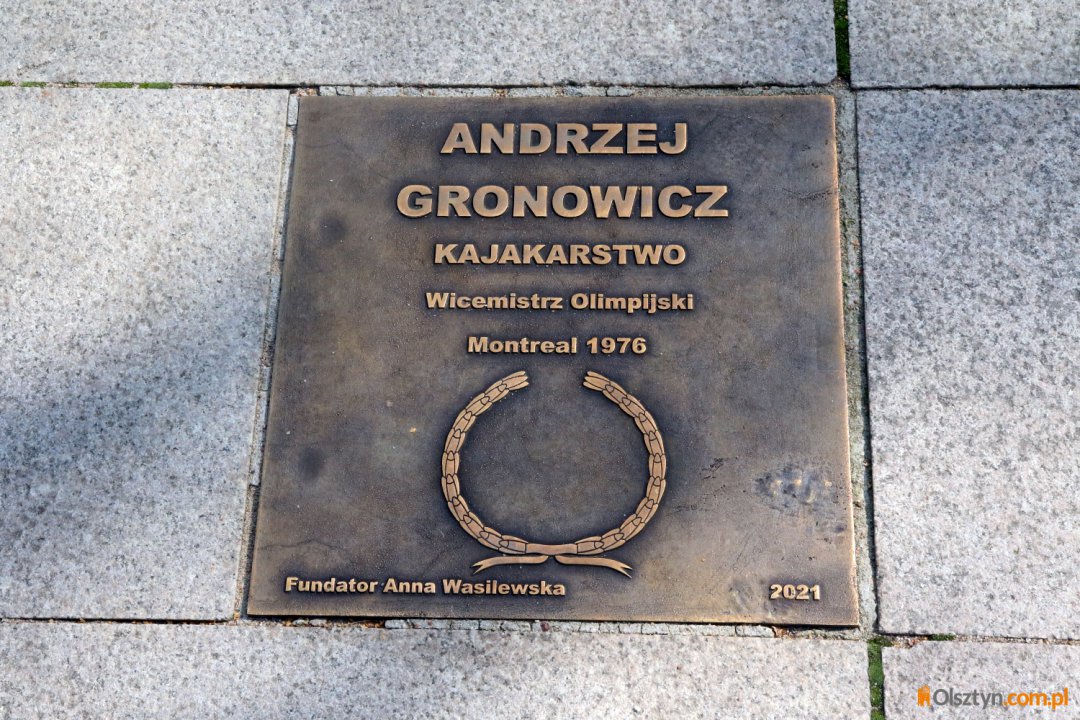 ANDRZEJ
GRONOWICZ
KAJAKARSTWO
Wicemistrz Olimpijski
Montreal 1976
Fundator Anna Wasilewska
2021
Olsztyn.com.pl